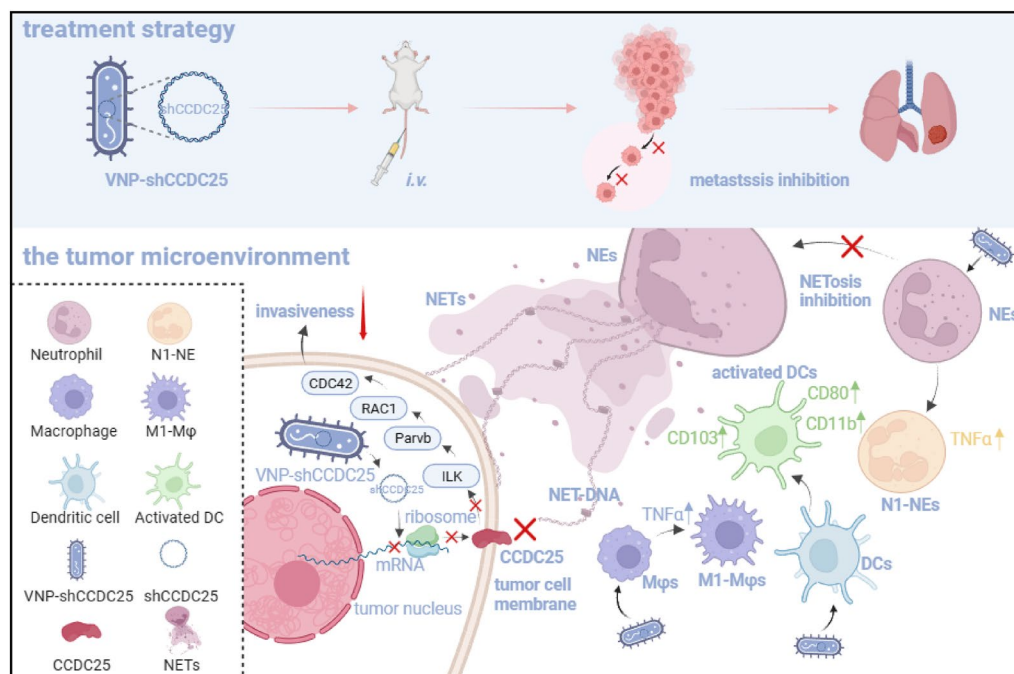 treatment strategy
shCCDC25
VNP-shCCDC25
i.v.
metastssis inhibition
the tumor microenvironment
Neutrophil
N1-NE
Macrophage
M1-Mφ
Dendritic cell
Activated DC
VNP-shCCDC25
shCCDC25
CCDC25
NETs
invasiveness
CDC42
RAC1
Parvb
ILK
VNP-shCCDC25
shCCDC25
ribosome
mRNA
tumor nucleus
CCDC25
tumor cell
membrane
NETs
NEs
NET-DNA
NETosis
inhibition
NEs
activated DCs
CD80
CD11b
CD103
TNFα
N1-NEs
TNFα
Mφs
M1-Mφs
DCs